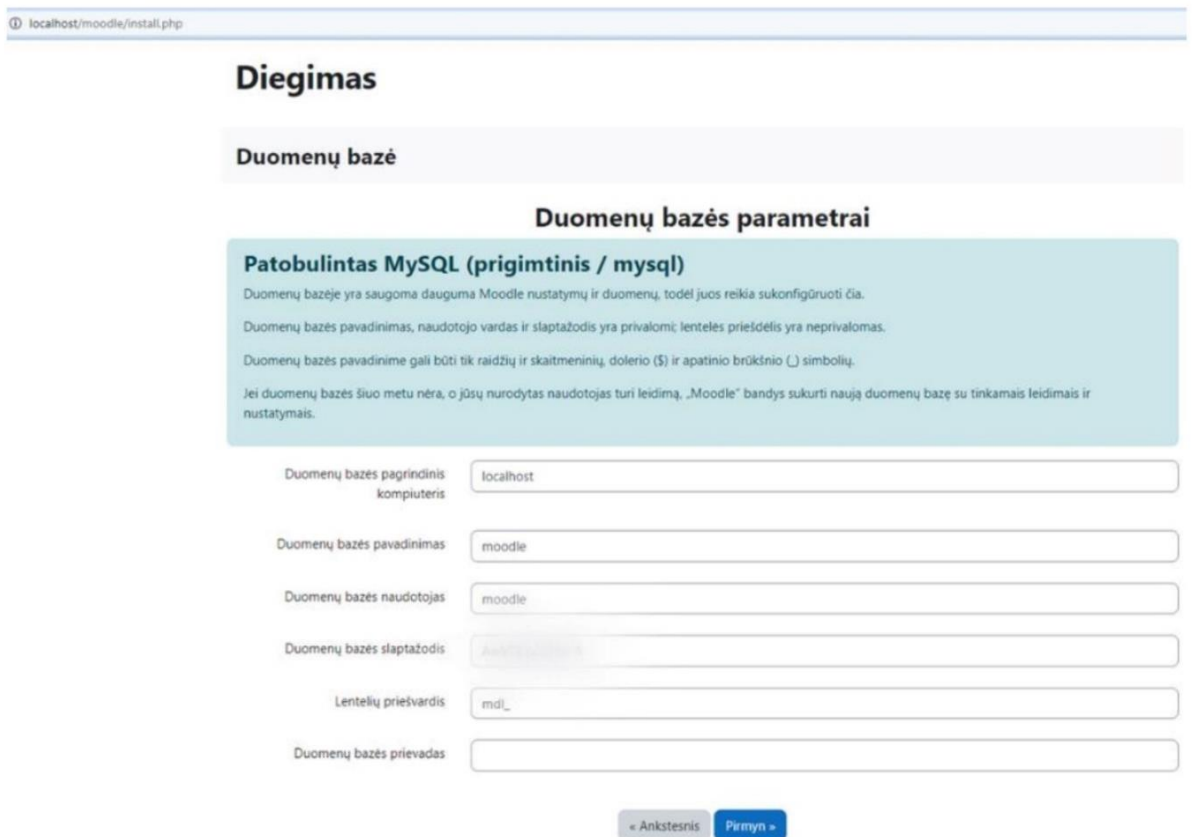 localhost/moodle/install.php
Diegimas
Duomenų bazė
Duomenų bazės parametrai
Patobulintas MySQL (prigimtinis / mysql)
Duomenų bazėje yra saugoma dauguma Moodle nustatymų ir duomenų, todėl juos reikia sukonfigūruoti čia.
Duomenų bazės pavadinimas, naudotojo vardas ir slaptažodis yra privalomi; lentelės priešdėlis yra neprivalomas.
Duomenų bazės pavadinime gali būti tik raidžių ir skaitmeninių, dolerio ($) ir apatinio brūkšnio (_) simbolių.
Jei duomenų bazės šiuo metu nėra, o jūsų nurodytas naudotojas turi leidimą, „Moodle“ bandys sukurti naują duomenų bazę su tinkamais leidimais ir
nustatymais.
Duomenų bazės pagrindinis
kompiuteris
localhost
Duomenų bazės pavadinimas
moodle
Duomenų bazės naudotojas
moodle
Duomenų bazės slaptažodis
Lentelių priešvardis
mdl_
Duomenų bazės prievadas
« Ankstesnis
Pirmyn »